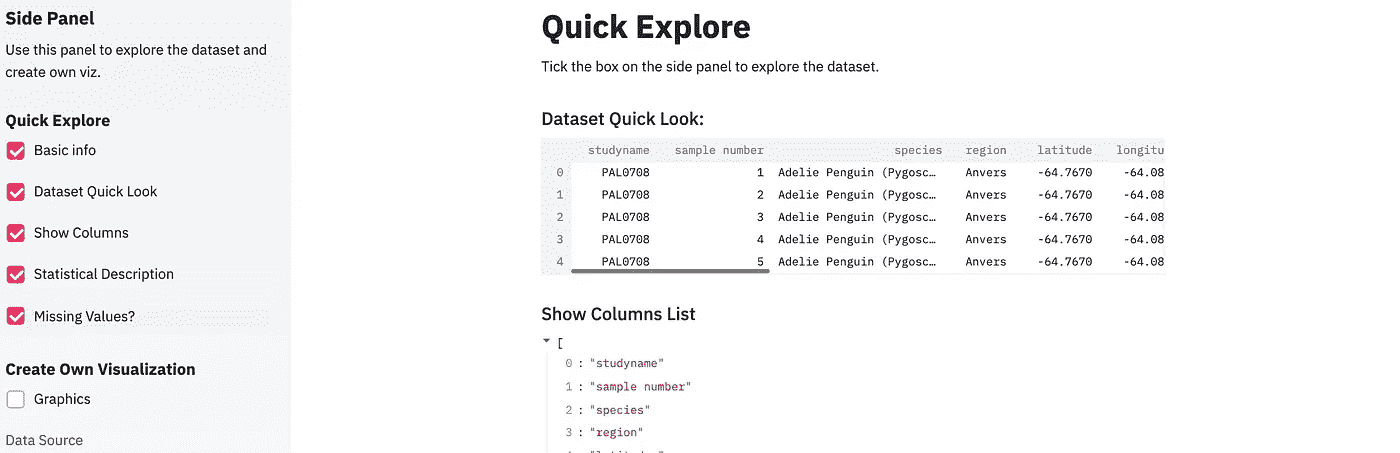 Side Panel
Use this panel to explore the dataset and
create own viz.
Quick Explore
Basic info
Dataset Quick Look
Show Columns
Statistical Description
Missing Values?
Create Own Visualization
Graphics
Data Source
Quick Explore
Tick the box on the side panel to explore the dataset.
Dataset Quick Look:
studyname sample number species region latitude longitu
0 PAL0708 1 Adelie Penguin (Pygosc… Anvers -64.7670 -64.08
1 PAL0708 2 Adelie Penguin (Pygosc… Anvers -64.7670 -64.08
2 PAL0708 3 Adelie Penguin (Pygosc… Anvers -64.7670 -64.08
3 PAL0708 4 Adelie Penguin (Pygosc… Anvers -64.7670 -64.08
4 PAL0708 5 Adelie Penguin (Pygosc… Anvers -64.7670 -64.08
Show Columns List
[
0 : "studyname"
1 : "sample number"
2 : "species"
3 : "region"